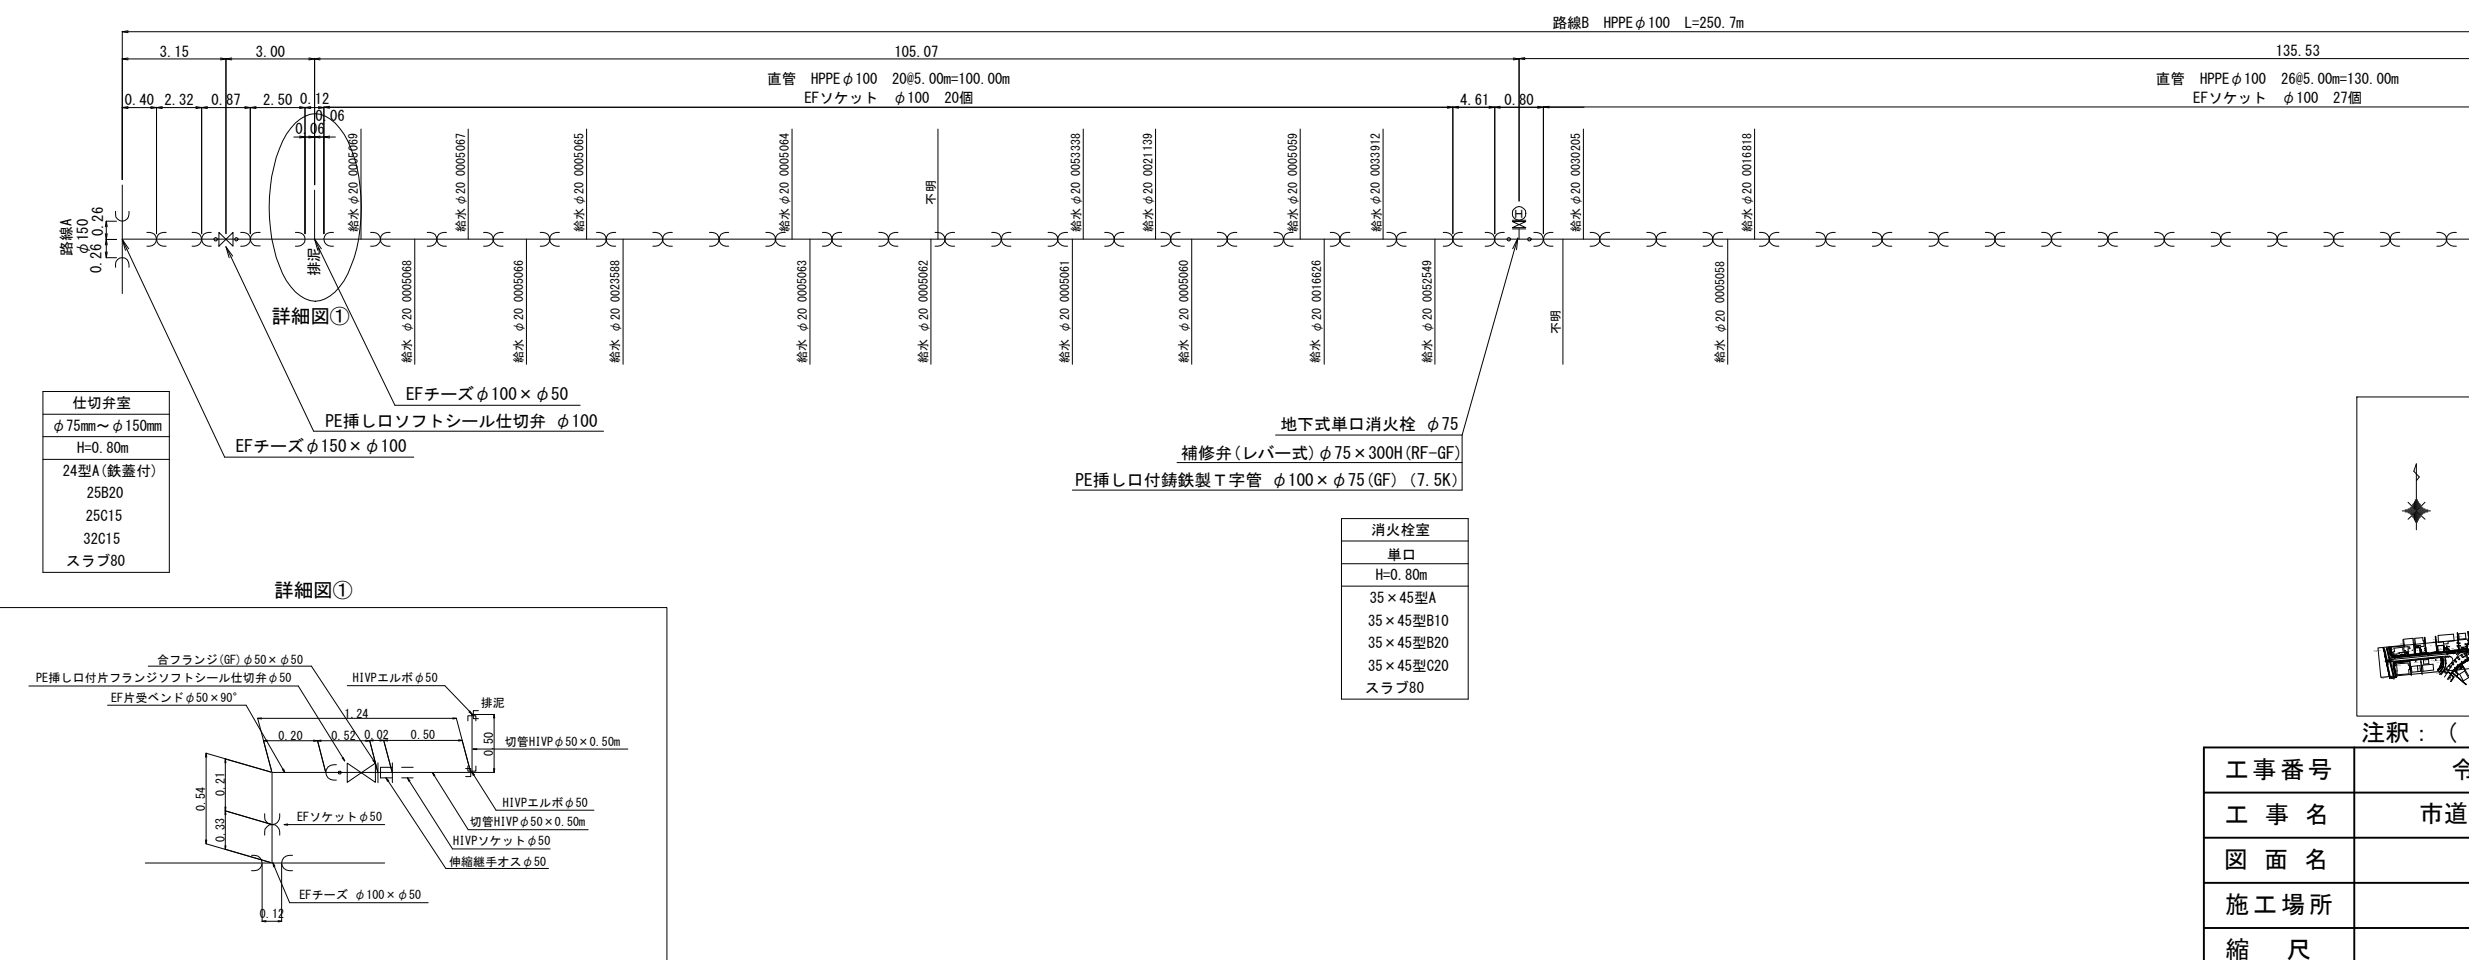 路線B HPPEφ100 L=250.7m
3.15
3.00
105.07
135.53
直管 HPPEφ100 20@5.00m=100.00m
EFソケット φ100 20個
直管 HPPEφ100 26@5.00m=130.00m
EFソケット φ100 27個
0.40
2.32
0.87
2.50
0.12
4.61
0.80
0.06
0.06
給水 φ20 0005069
給水 φ20 0005067
給水 φ20 0005065
給水 φ20 0005064
不明
給水 φ20 0053338
給水 φ20 0021139
給水 φ20 0005059
給水 φ20 0033912
給水 φ20 0030205
給水 φ20 0016818
路線A
φ150
0.26
0.26
H
排泥
給水 φ20 0005068
給水 φ20 0005066
給水 φ20 0023588
給水 φ20 0005063
給水 φ20 0005062
給水 φ20 0005061
給水 φ20 0005060
給水 φ20 0016626
給水 φ20 0052549
不明
給水 φ20 0005058
詳細図①
EFチーズφ100×φ50
PE挿し口ソフトシール仕切弁 φ100
EFチーズφ150×φ100
仕切弁室
φ75mm～φ150mm
H=0.80m
24型A(鉄蓋付)
25B20
25C15
32C15
スラブ80
地下式単口消火栓 φ75
補修弁(レバー式)φ75×300H(RF-GF)
PE挿し口付鋳鉄製T字管 φ100×φ75(GF) (7.5K)
消火栓室
単口
H=0.80m
35×45型A
35×45型B10
35×45型B20
35×45型C20
スラブ80
詳細図①
合フランジ(GF)φ50×φ50
PE挿し口付片フランジソフトシール仕切弁φ50
EF片受ベンドφ50×90°
HIVPエルボφ50
排泥
1.24
0.20
0.52
0.02
0.50
0.50
切管HIVPφ50×0.50m
0.54
0.21
0.33
EFソケットφ50
HIVPエルボφ50
切管HIVPφ50×0.50m
HIVPソケットφ50
伸縮継手オスφ50
EFチーズ φ100×φ50
0.12
注釈：（
工事番号 令
工事名 市道
図面名
施工場所
縮尺